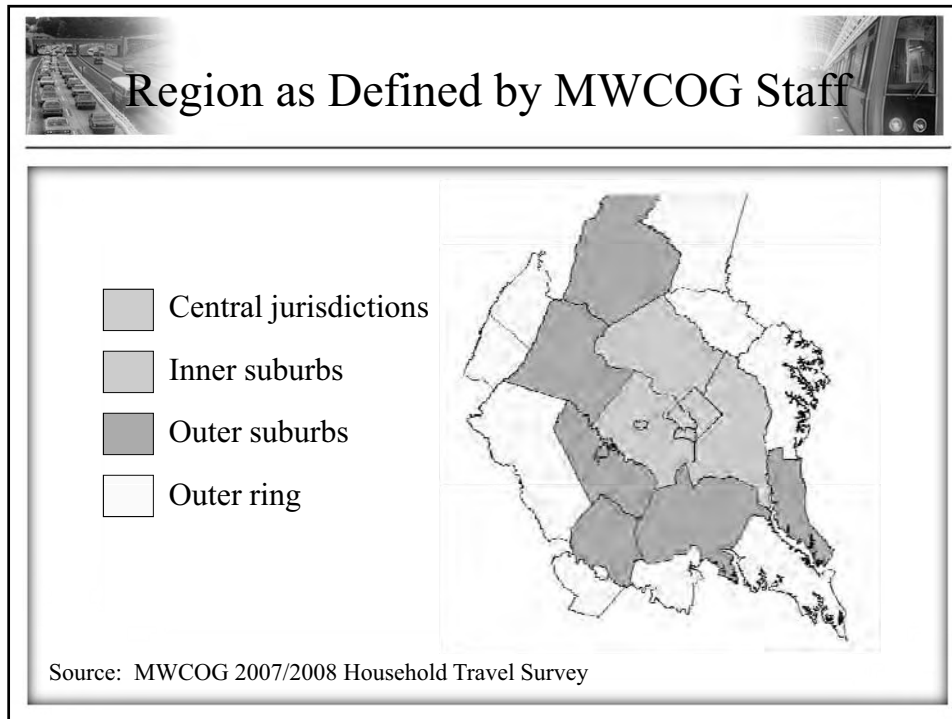 Region as Defined by MWCOG Staff
Central jurisdictions
Inner suburbs
Outer suburbs
Outer ring
Source: MWCOG 2007/2008 Household Travel Survey